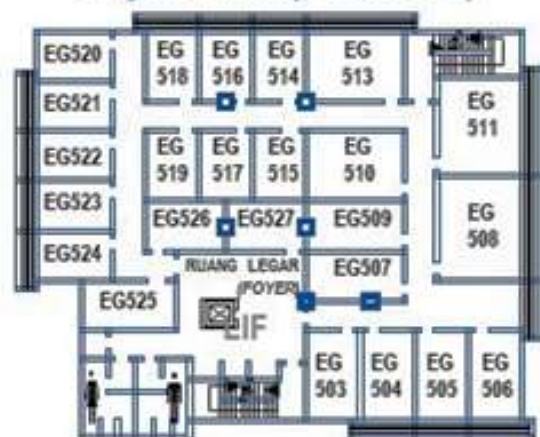 EG520
EG
518
EG
516
EG
514
EG
513
EG521
EG
511
EG522
EG
519
EG
517
EG
515
EG
510
EG523
EG526
EG527
EG509
EG
508
EG524
RUANG LEGAR
(FOYER)
EG507
EG525
LIF
EG
503
EG
504
EG
505
EG
506